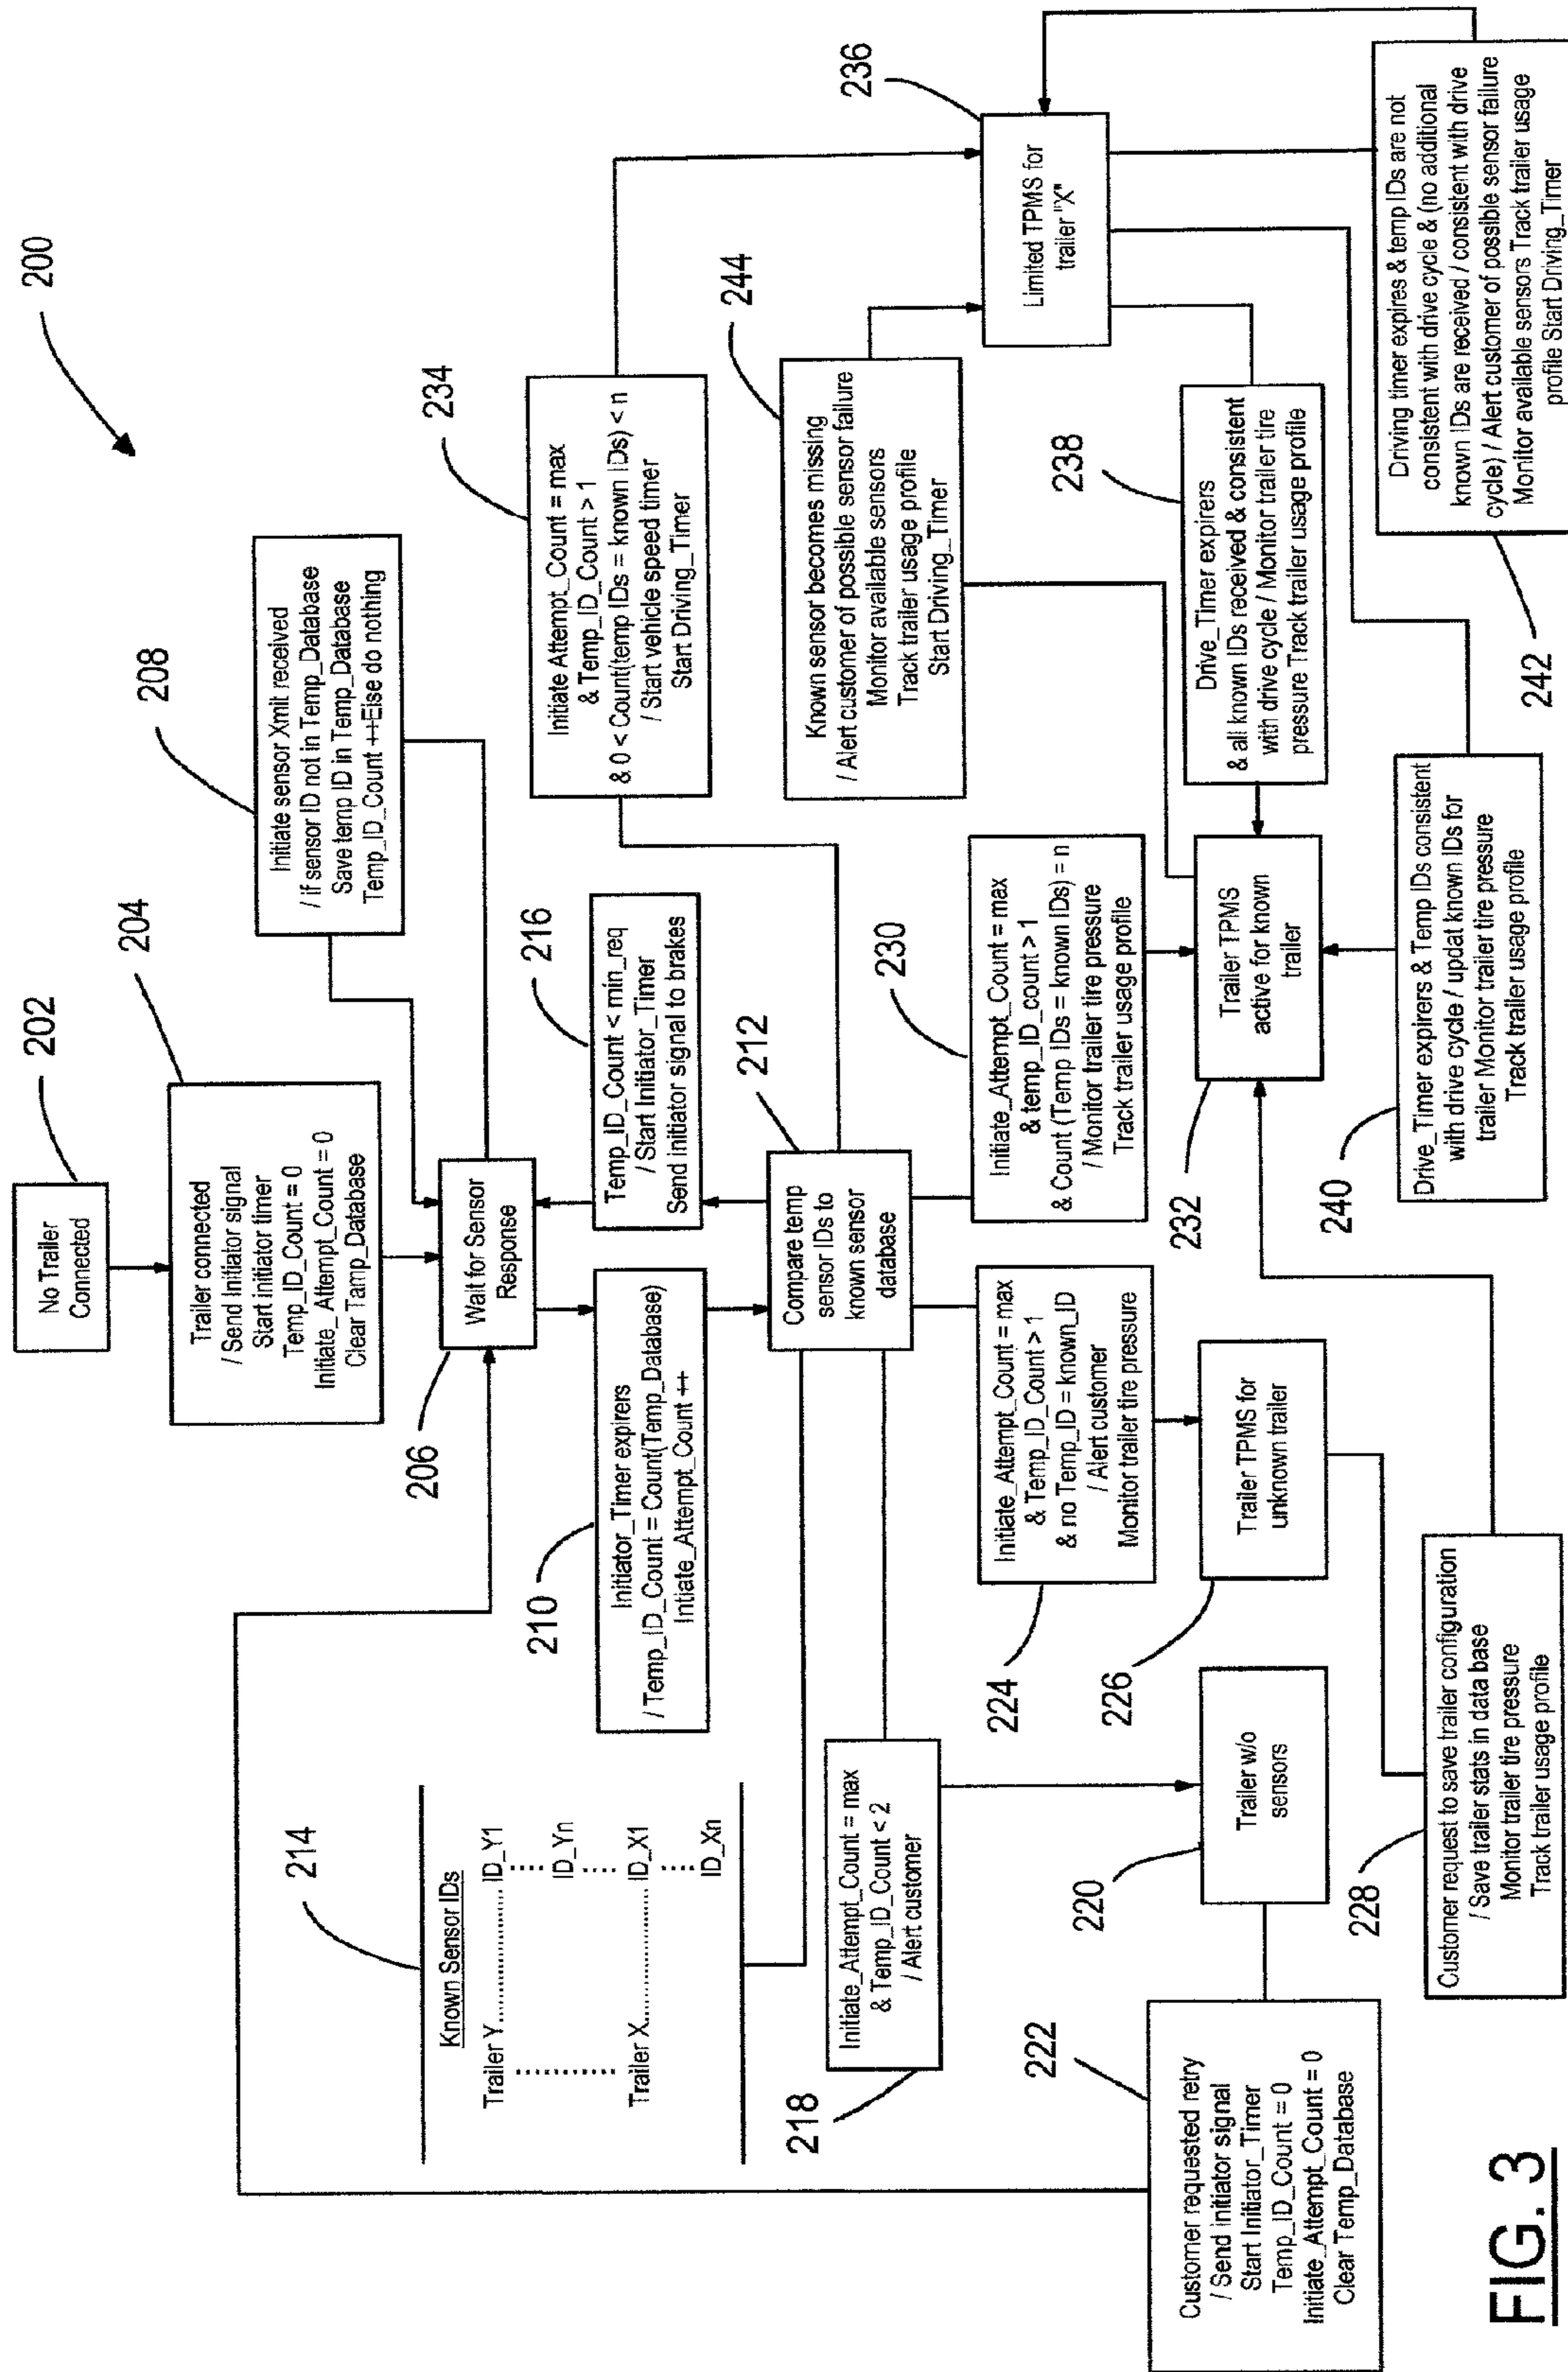 200
202
No Trailer
Connected
204
Trailer connected
/ Send Initiator signal
Start Initiator timer
Temp_ID_Count = 0
Initiate_ Attempt_Count = 0
Clear Tamp_Database
208
Initiate sensor Xmit received
/ if sensor ID not in Temp_Database
Save temp ID in Temp_Database
Temp_ID_Count ++Else do nothing
206
Wait for Sensor
Response
210
Initiator_Timer expirers
/ Temp_ID_Count = Count(Temp_Database)
Intiate_Attempt_Count ++
216
Temp_ID_Count < min_req
/ Start Initiator_Timer
Send initiator signal to brakes
212
Compare temp
sensor IDs to
known sensor
database
214
Known Sensor IDs
Trailer Y................ ID_Y1
ID_Yn
Trailer X.................. ID_X1
ID_Xn
218
Initiate_Attempt_Count = max
& Temp_ID_Count < 2
/ Alert customer
220
Trailer w/o
sensors
222
Customer requested retry
/ Send Initiator signal
Start Initiator_Timer
Temp_ID_Count = 0
Initiate_Attempt_Count = 0
Clear Temp_Database
224
Initiate_Attempt_Count = max
& Temp_ID_Count > 1
& no Temp_ID = known_ID
/ Alert customer
Monitor trailer tire pressure
226
Trailer TPMS for
unknown trailer
228
Customer request to save trailer configuration
/ Save trailer stats in data base
Monitor trailer tire pressure
Track trailer usage profile
230
Initiate_Attempt_Count = max
& temp_ID_count > 1
& Count (Temp IDs = known IDs) = n
/ Monitor trailer tire pressure
Track trailer usage profile
232
Trailer TPMS
active for known
trailer
234
Initiate Attempt_Count = max
& Temp_ID_Count > 1
& 0 < Count(temp IDs = known IDs) < n
/ Start vehicle speed timer
Start Driving_Timer
244
Known sensor becomes missing
/ Alert customer of possible sensor failure
Monitor available sensors
Track trailer usage profile
Start Driving_Timer
236
Limited TPMS for
trailer "X"
238
Drive_Timer expirers
& all known IDs received & consistent
with drive cycle / Monitor trailer tire
pressure Track trailer usage profile
240
Drive_Timer expirers & Temp IDs consistent
with drive cycle / updat known IDs for
trailer Monitor trailer tire pressure
Track trailer usage profile
242
Driving timer expires & temp IDs are not
consistent with drive cycle & (no additional
known IDs are received / consistent with drive
cycle) / Alert customer of possible sensor failure
Monitor available sensors Track trailer usage
profile Start Driving_Timer
FIG. 3